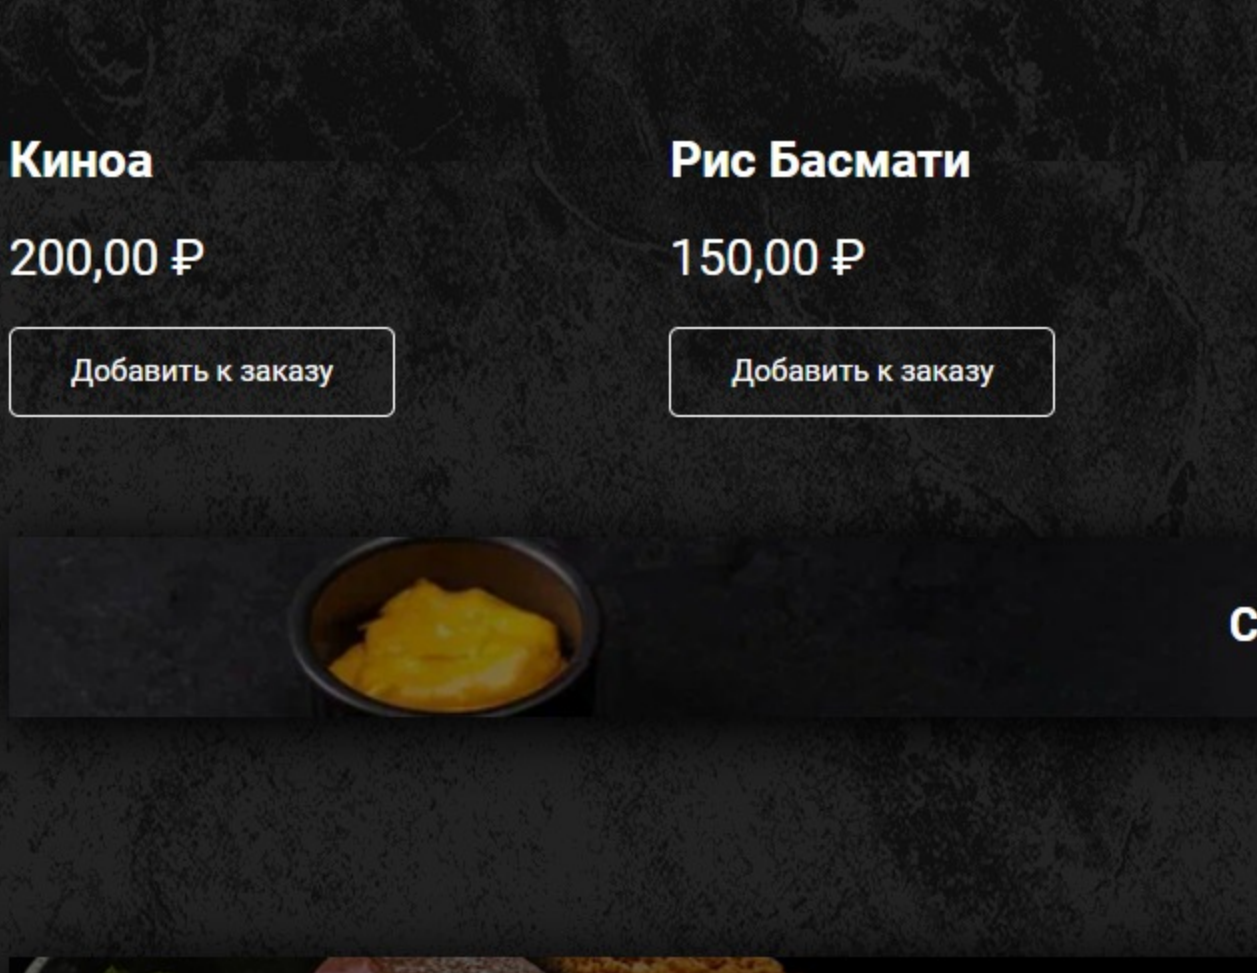 Киноа
200,00 ₽
Добавить к заказу
Рис Басмати
150,00 ₽
Добавить к заказу